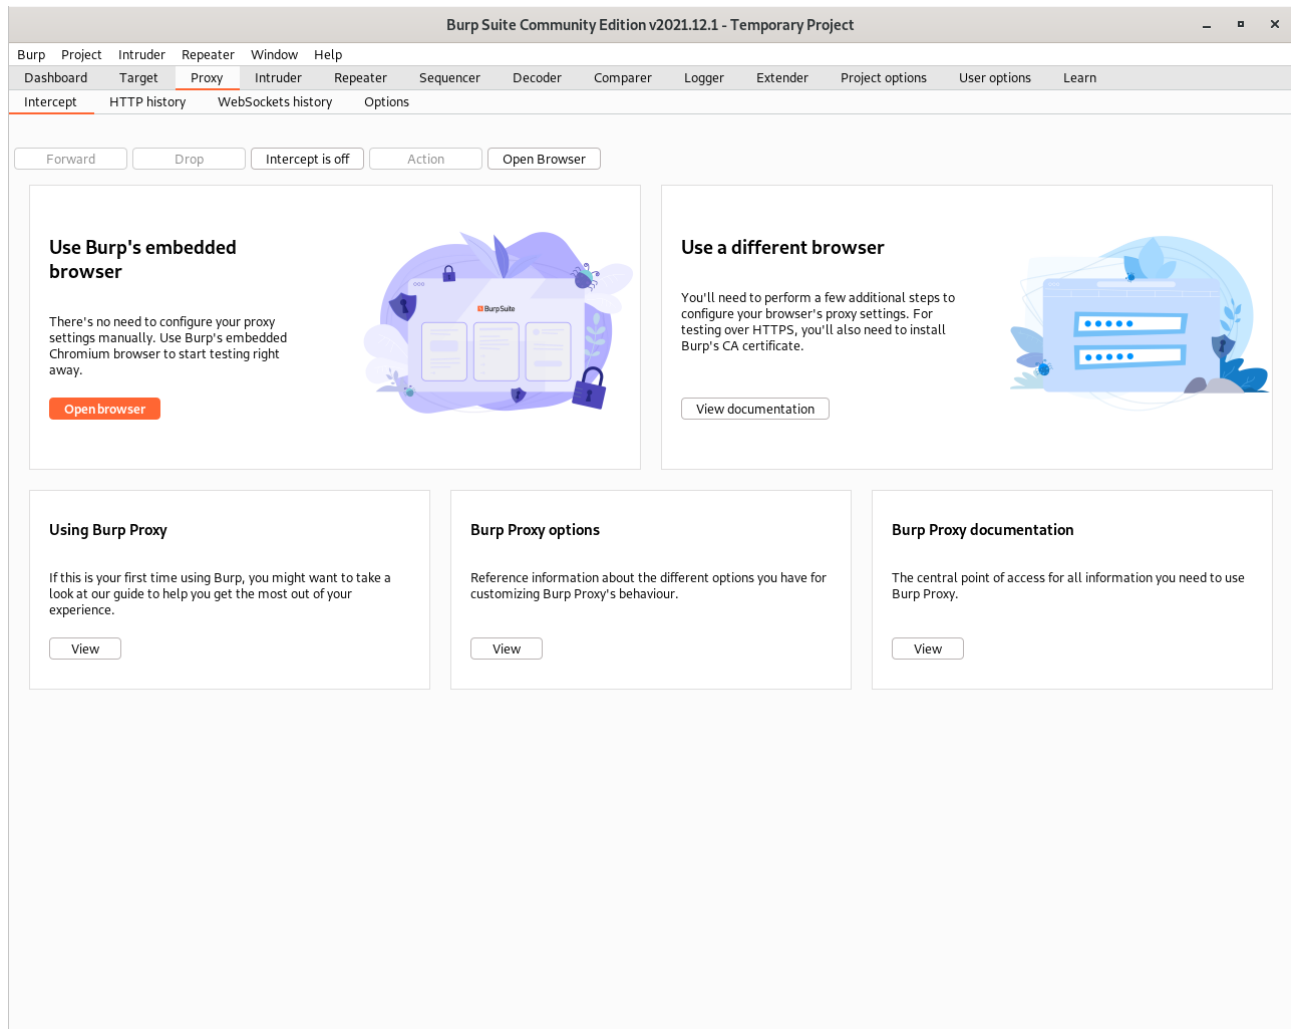 Burp Suite Community Edition v2021.12.1 - Temporary Project
Burp Project Intruder Repeater Window Help
Dashboard Target Proxy Intruder Repeater Sequencer Decoder Comparer Logger Extender Project options User options Learn
Intercept HTTP history WebSockets history Options
Forward Drop Intercept is off Action Open Browser
Use Burp's embedded
browser
There's no need to configure your proxy
settings manually. Use Burp's embedded
Chromium browser to start testing right
away.
Open browser
BurpSuite
Use a different browser
You'll need to perform a few additional steps to
configure your browser's proxy settings. For
testing over HTTPS, you'll also need to install
Burp's CA certificate.
View documentation
Using Burp Proxy
If this is your first time using Burp, you might want to take a
look at our guide to help you get the most out of your
experience.
View
Burp Proxy options
Reference information about the different options you have for
customizing Burp Proxy's behaviour.
View
Burp Proxy documentation
The central point of access for all information you need to use
Burp Proxy.
View